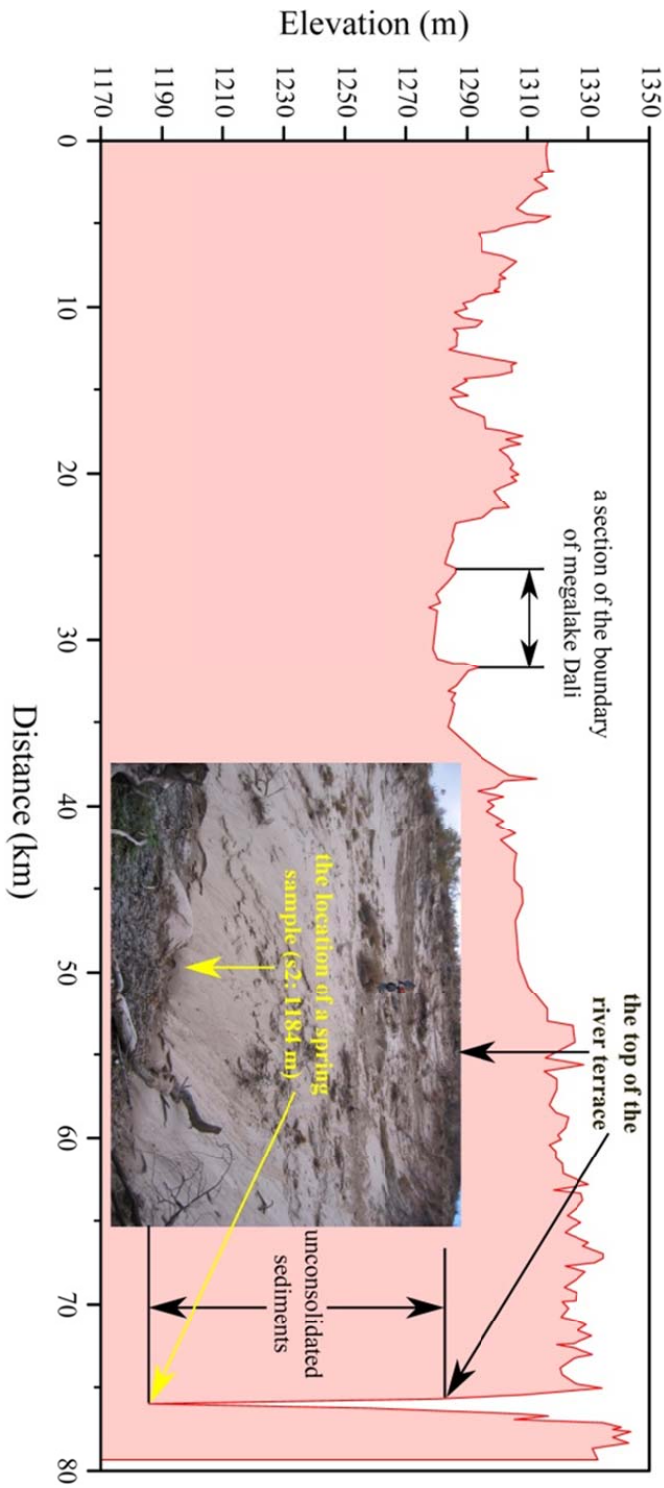 Elevation (m)
1350
1330
1310
1290
1270
1250
1230
1210
1190
1170
a section of the boundary
of megalake Dali
the top of the
river terrace
the location of a spring
sample (s2: 1184 m)
unconsolidated
sediments
0
10
20
30
40
50
60
70
80
Distance (km)